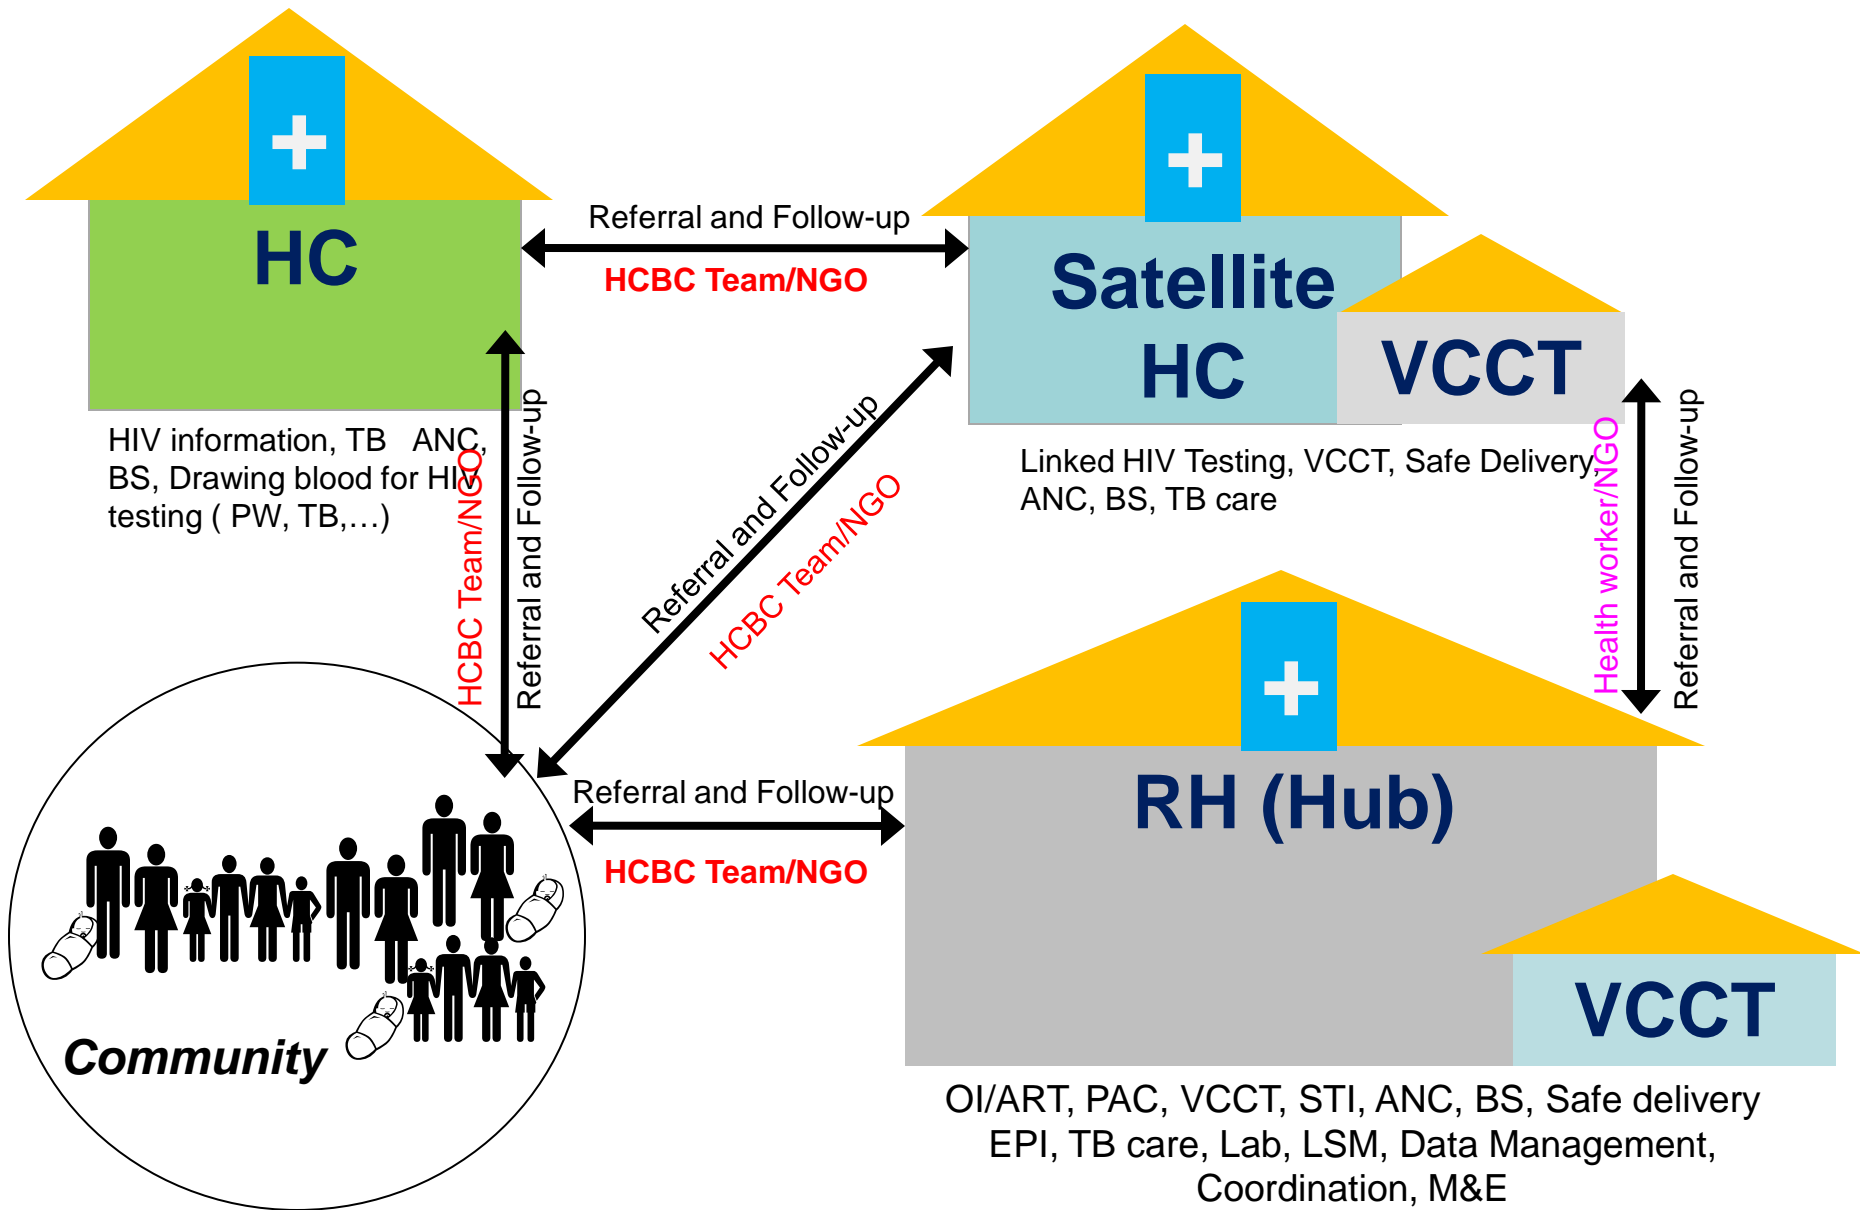 HC
Referral and Follow-up
HCBC Team/NGO
Satellite
HC
VCCT
HIV information, TB   ANC,
BS, Drawing blood for HIV
testing ( PW, TB,…)
HCBC Team/NGO
Referral and Follow-up
Referral and Follow-up
HCBC Team/NGO
Linked HIV Testing, VCCT, Safe Delivery,
ANC, BS, TB care
Health worker/NGO
Referral and Follow-up
Referral and Follow-up
HCBC Team/NGO
RH (Hub)
VCCT
Community
OI/ART, PAC, VCCT, STI, ANC, BS, Safe delivery
EPI, TB care, Lab, LSM, Data Management,
Coordination, M&E